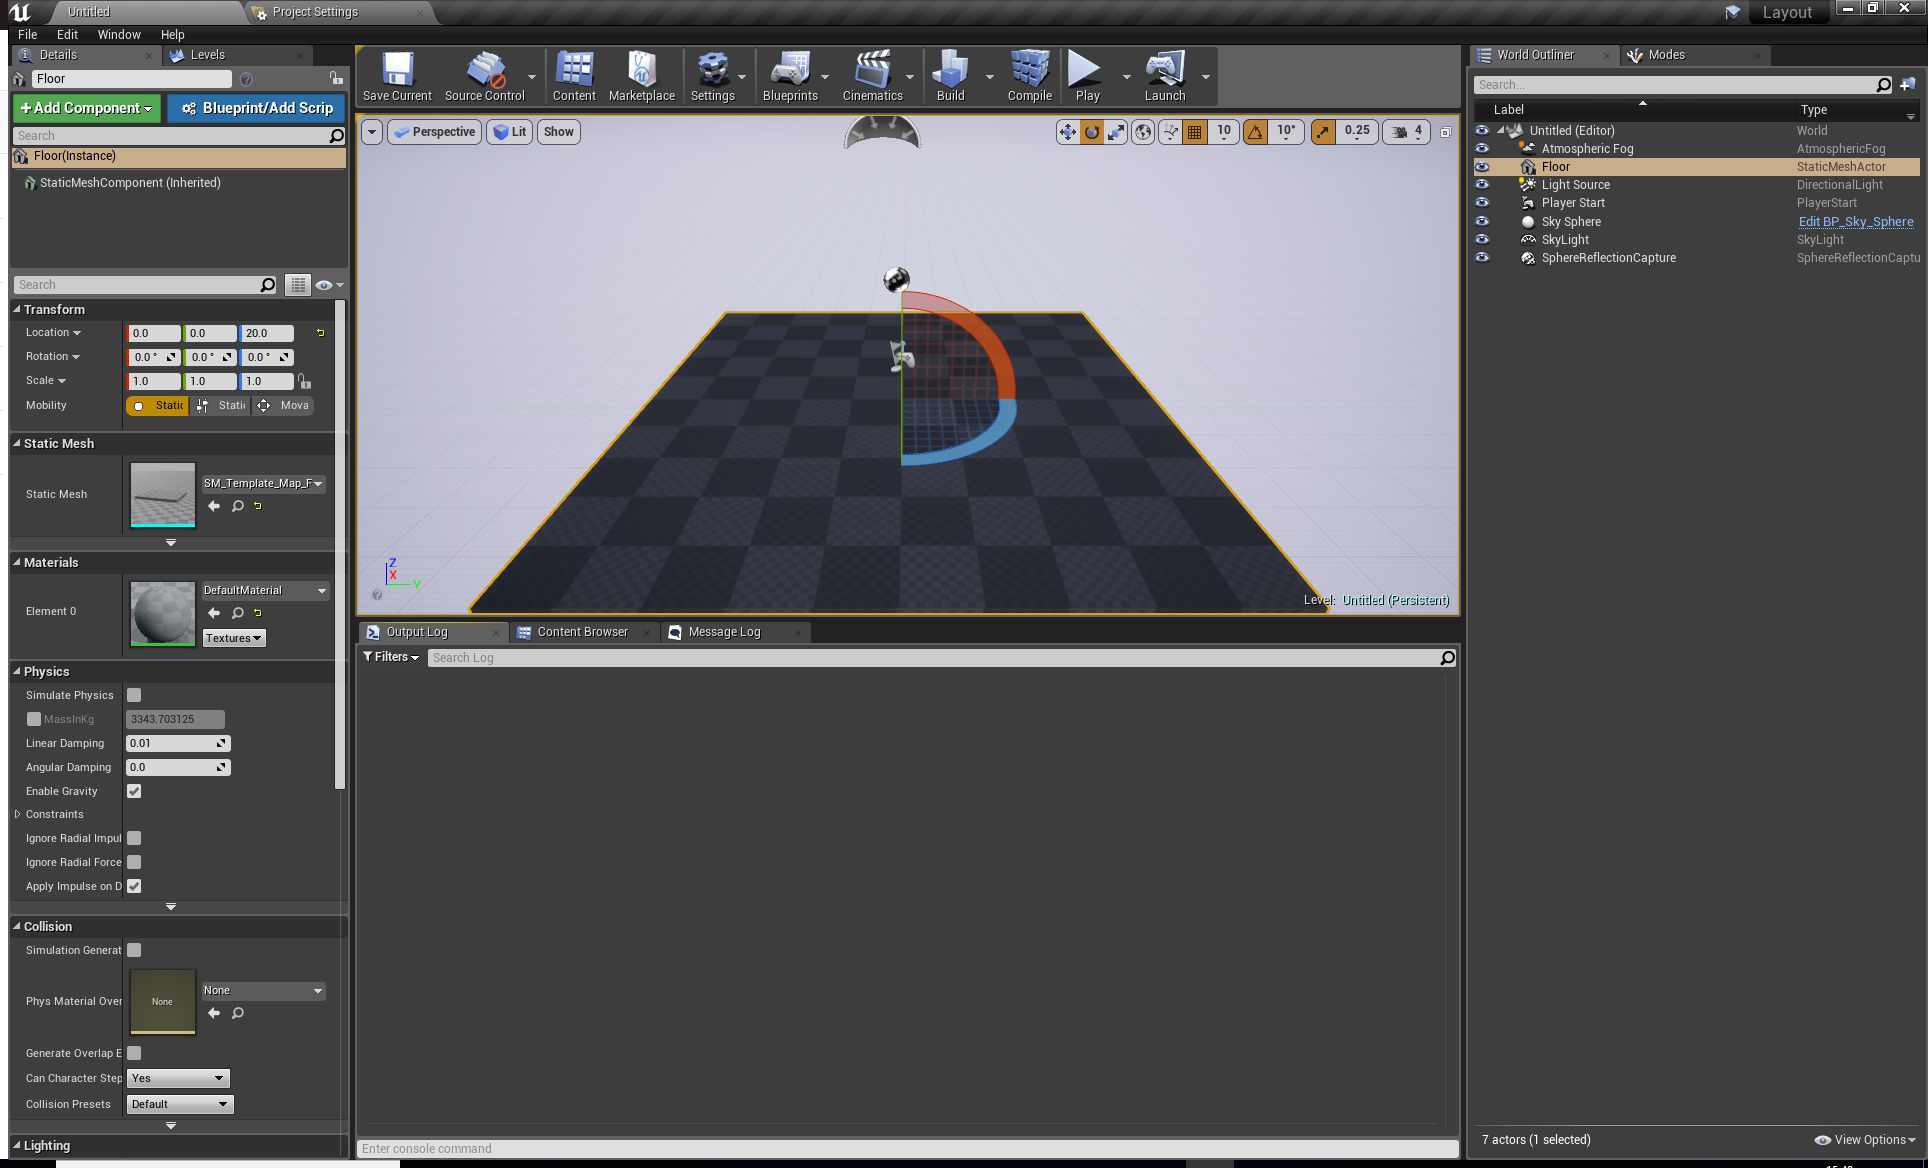 Untitled
Project Settings
Layout
File Edit Window Help
Details
Levels
Floor
+Add Component
Blueprint/Add Scrip
Search
Floor(Instance)
StaticMeshComponent (Inherited)
Search
Transform
Location 0.0 0.0 20.0
Rotation 0.0 ° 0.0 ° 0.0 °
Scale 1.0 1.0 1.0
Mobility Static Stati Mova
Static Mesh
Static Mesh
SM_Template_Map_F
Materials
Element 0
DefaultMaterial
Textures
Physics
Simulate Physics
MassInKg 3343.703125
Linear Damping 0.01
Angular Damping 0.0
Enable Gravity
Constraints
Ignore Radial Impul
Ignore Radial Force
Apply Impulse on D
Collision
Simulation Generat
Phys Material Over
None
None
Generate Overlap E
Can Character Step Yes
Collision Presets Default
Lighting
Save Current
Source Control
Content
Marketplace
Settings
Blueprints
Cinematics
Build
Compile
Play
Launch
Perspective
Lit
Show
10
10°
0.25
4
Z
X
Y
Level: Untitled (Persistent)
Output Log
Content Browser
Message Log
Filters
Search Log
Enter console command
World Outliner
Modes
Search...
Label Type
Untitled (Editor) World
Atmospheric Fog AtmosphericFog
Floor StaticMeshActor
Light Source DirectionalLight
Player Start PlayerStart
Sky Sphere Edit BP_Sky_Sphere
SkyLight SkyLight
SphereReflectionCapture SphereReflectionCaptu
7 actors (1 selected)
View Options